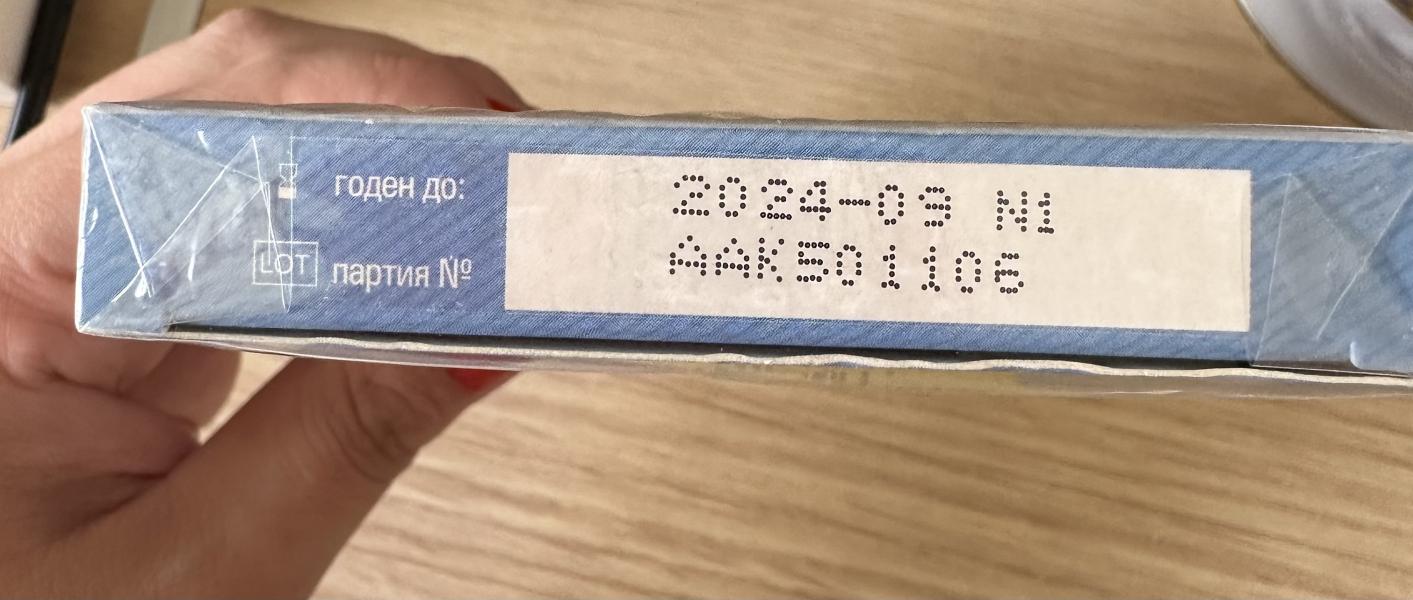 годен до: 2024-09 N1
LOT партия № AAK501106